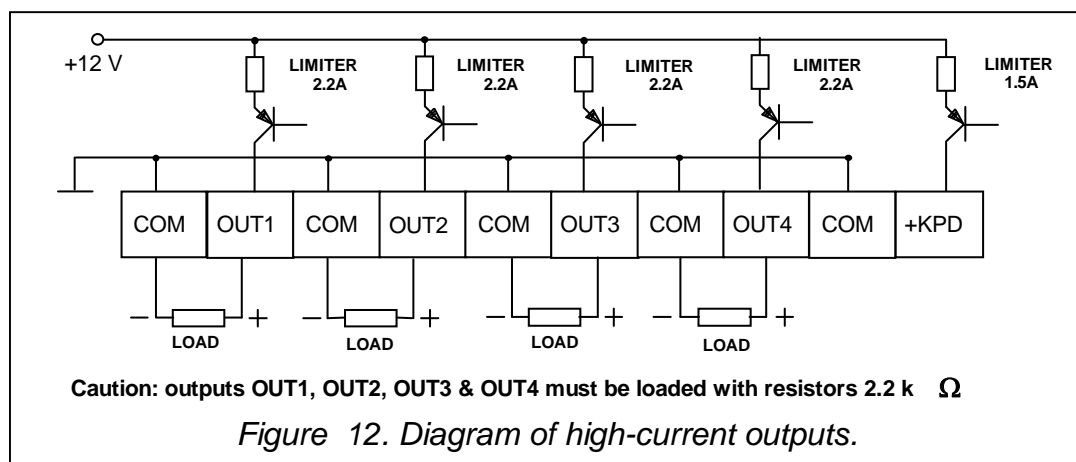 +12 V
LIMITER
2.2A
LIMITER
2.2A
LIMITER
2.2A
LIMITER
2.2A
LIMITER
1.5A
COM OUT1 COM OUT2 COM OUT3 COM OUT4 COM +KPD
− + − + − + − +
LOAD LOAD LOAD LOAD
Caution: outputs OUT1, OUT2, OUT3 & OUT4 must be loaded with resistors 2.2 k Ω
Figure 12. Diagram of high-current outputs.